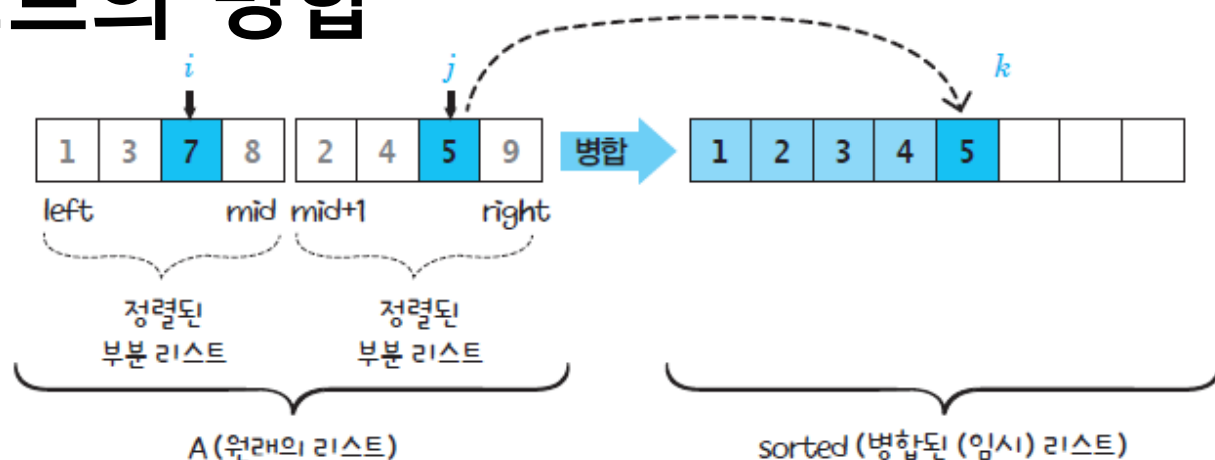 병합
i j k
1 3 7 8 2 4 5 9 병합 1 2 3 4 5
left mid mid+1 right
정렬된 정렬된
부분 리스트 부분 리스트
A (원래의 리스트) sorted (병합된 (임시) 리스트)